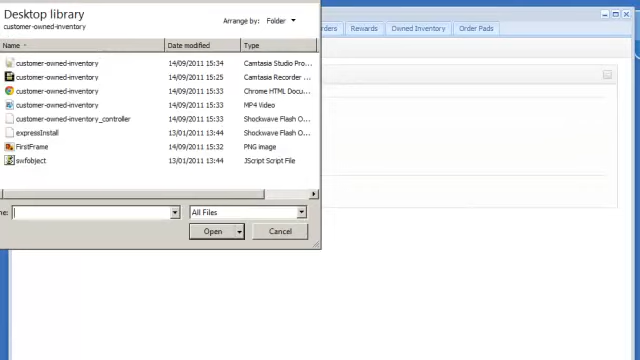 Desktop library
customer-owned-inventory
Arrange by: Folder
Name Date modified Type
customer-owned-inventory 14/09/2011 15:34 Camtasia Studio Pro...
customer-owned-inventory 14/09/2011 15:25 Camtasia Recorder ...
customer-owned-inventory 14/09/2011 15:33 Chrome HTML Docu...
customer-owned-inventory 14/09/2011 15:33 MP4 Video
customer-owned-inventory_controller 14/09/2011 15:33 Shockwave Flash O...
expressInstall 13/01/2011 13:44 Shockwave Flash O...
FirstFrame 14/09/2011 15:32 PNG image
swfobject 13/01/2011 13:44 JScript Script File
me: All Files
Open Cancel
rders Rewards Owned Inventory Order Pads